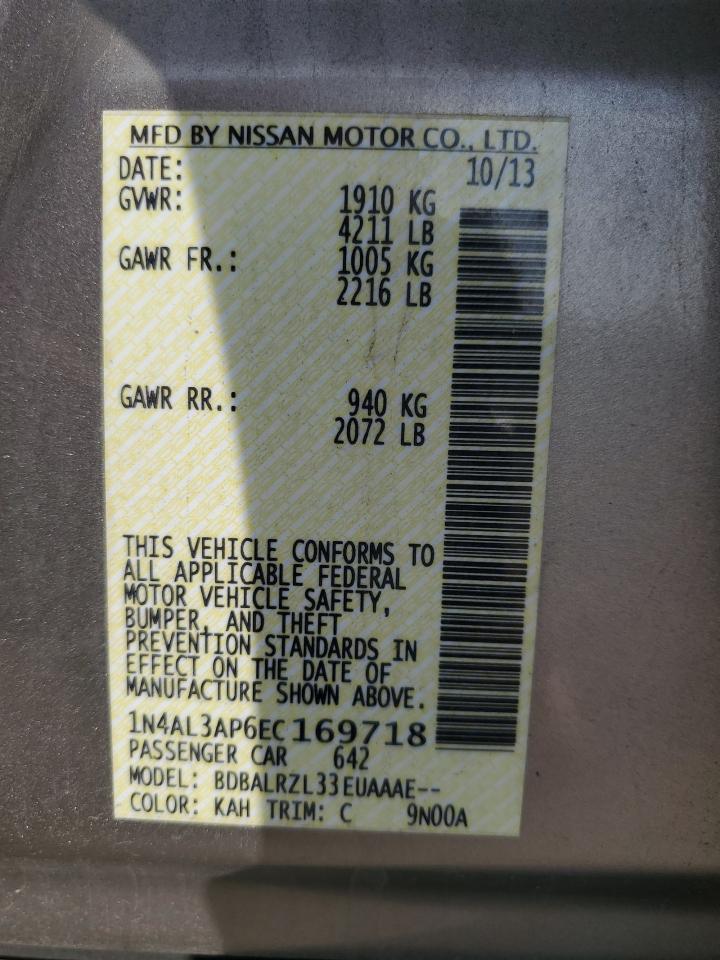 MFD BY NISSAN MOTOR CO., LTD.
DATE: 10/13
GVWR: 1910 KG
4211 LB
GAWR FR.: 1005 KG
2216 LB
GAWR RR.: 940 KG
2072 LB
THIS VEHICLE CONFORMS TO
ALL APPLICABLE FEDERAL
MOTOR VEHICLE SAFETY,
BUMPER, AND THEFT
PREVENTION STANDARDS IN
EFFECT ON THE DATE OF
MANUFACTURE SHOWN ABOVE.
1N4AL3AP6EC169718
PASSENGER CAR 642
MODEL: BDBALRZL33EUAAAE--
COLOR: KAH TRIM: C 9N00A